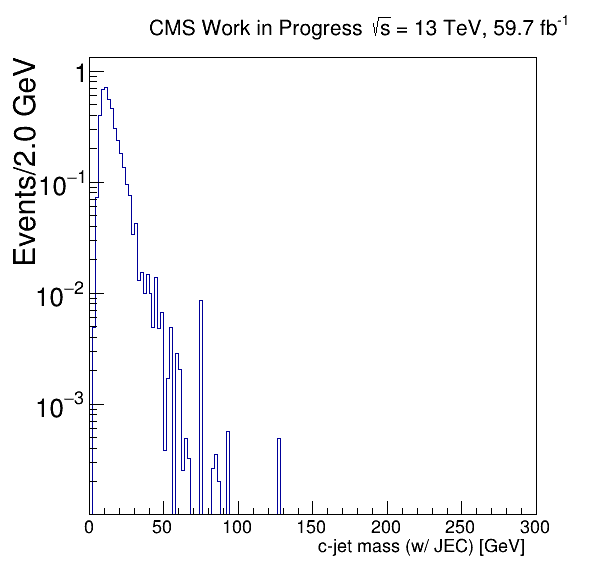 CMS Work in Progress √s = 13 TeV, 59.7 fb⁻¹
Events/2.0 GeV
1
10⁻¹
10⁻²
10⁻³
0 50 100 150 200 250 300
c-jet mass (w/ JEC) [GeV]